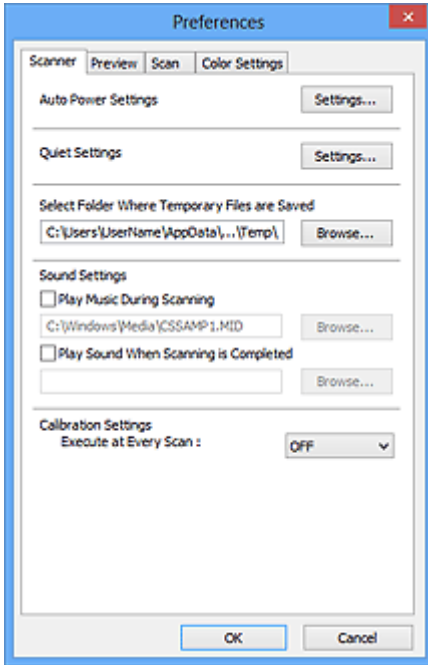 Preferences
Scanner Preview Scan Color Settings
Auto Power Settings Settings...
Quiet Settings Settings...
Select Folder Where Temporary Files are Saved
C:\Users\UserName\AppData\...\Temp\ Browse...
Sound Settings
Play Music During Scanning
C:\Windows\Media\CSSAMP1.MID Browse...
Play Sound When Scanning is Completed
Browse...
Calibration Settings
Execute at Every Scan : OFF
OK Cancel